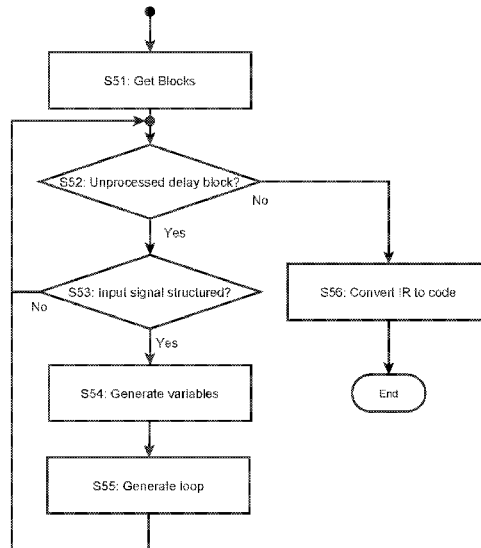 S51: Get Blocks
S52: Unprocessed delay block?
No
Yes
S53: Input signal structured?
No
S56: Convert IR to code
Yes
S54: Generate variables
End
S55: Generate loop